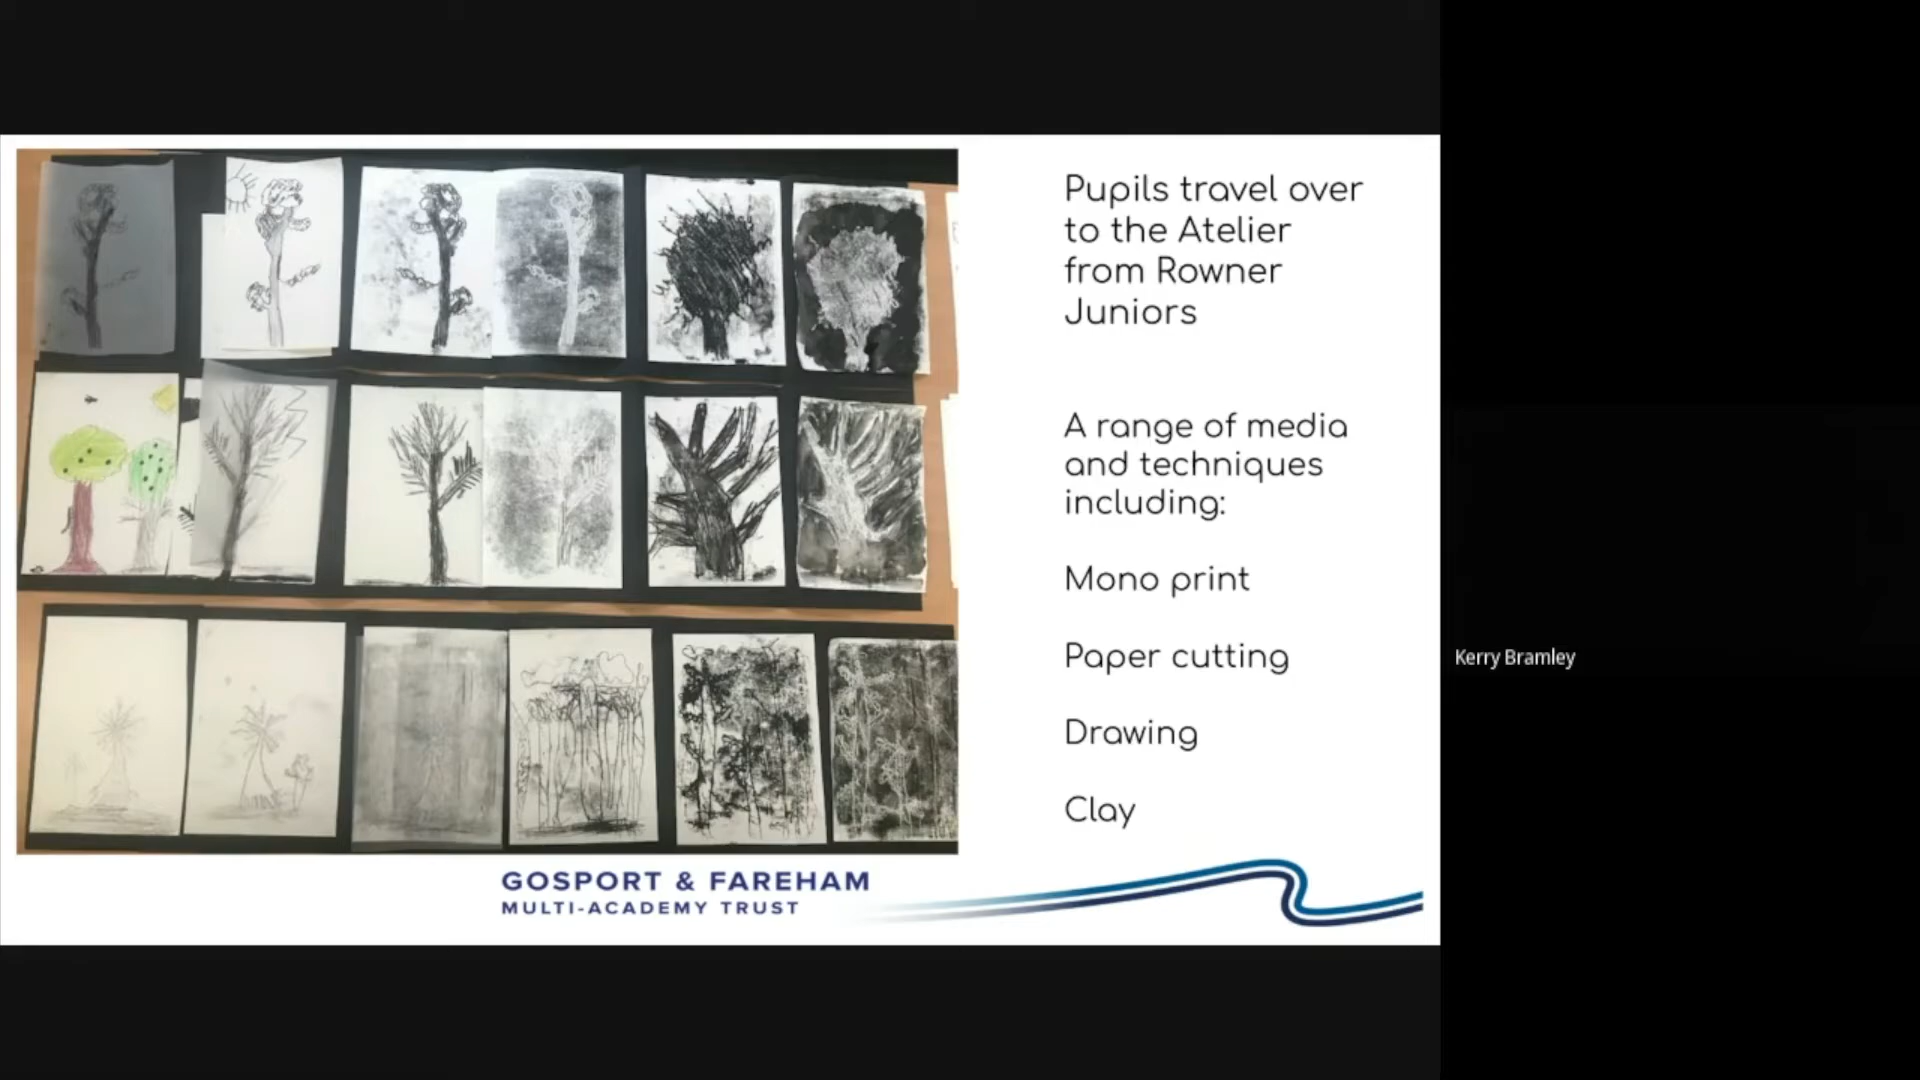 Pupils travel over
to the Atelier
from Rowner
Juniors
A range of media
and techniques
including:
Mono print
Paper cutting
Drawing
Clay
GOSPORT & FAREHAM
MULTI-ACADEMY TRUST
Kerry Bramley